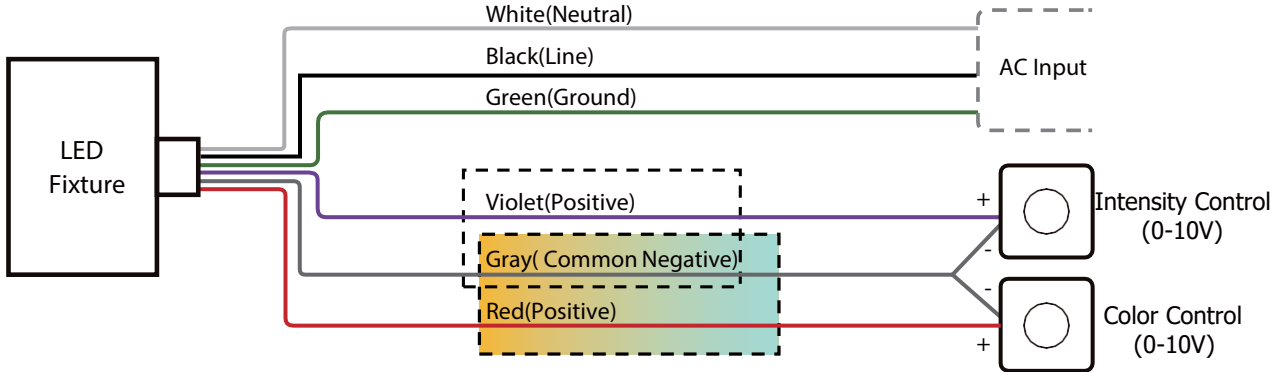 White(Neutral)
Black(Line)
Green(Ground)
AC Input
LED
Fixture
Violet(Positive)
Gray( Common Negative)
Red(Positive)
+
-
Intensity Control
(0-10V)
-
+
Color Control
(0-10V)